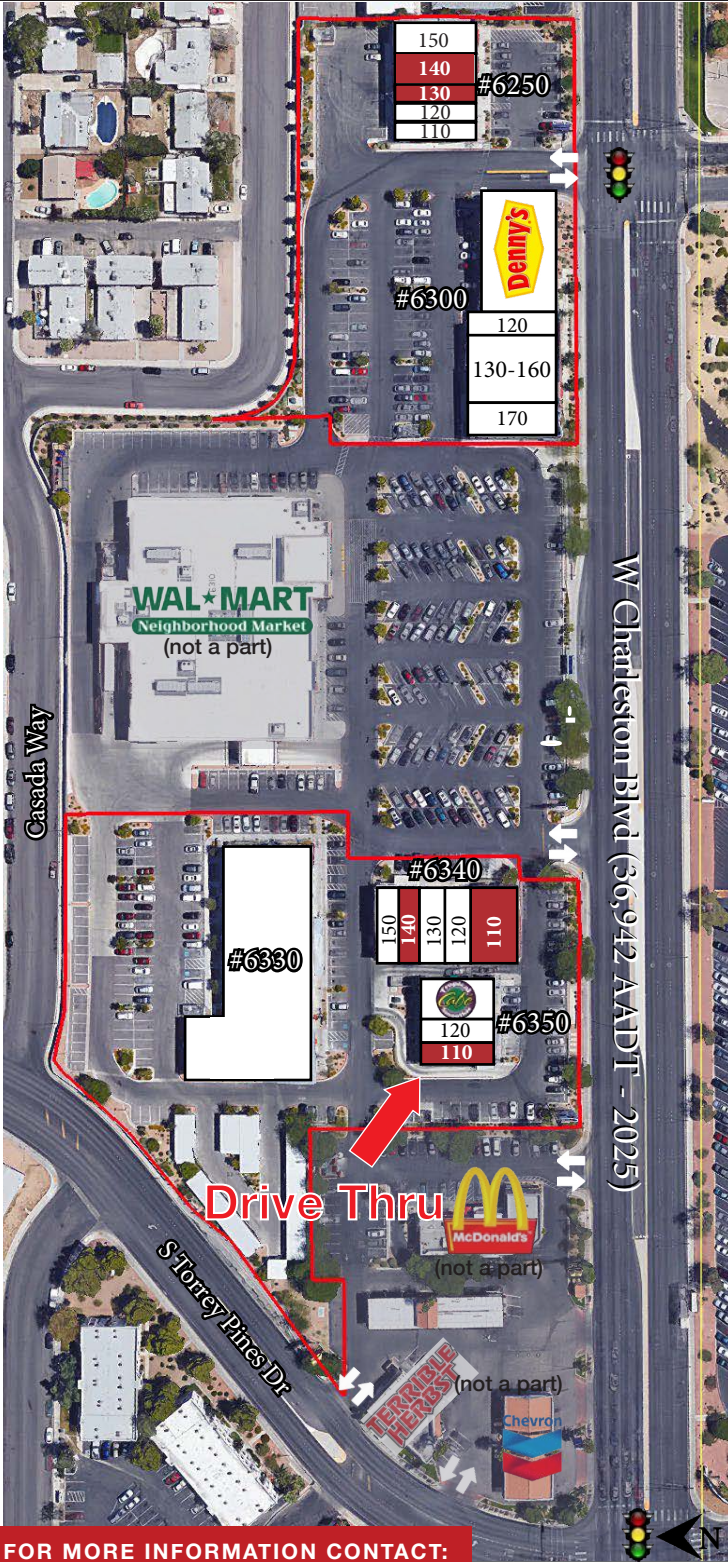 150
140
130
120
110
#6250
Denny's
#6300
120
130-160
170
W Charleston Blvd (36,942 AADT - 2025)
WAL★MART
Neighborhood Market
(not a part)
Casada Way
#6340
150
140
130
120
110
#6330
Cafe
120
110
#6350
Drive Thru
McDonald's
(not a part)
S Torrey Pines Dr
TERRIBLE
HERBST
(not a part)
Chevron
N
FOR MORE INFORMATION CONTACT: